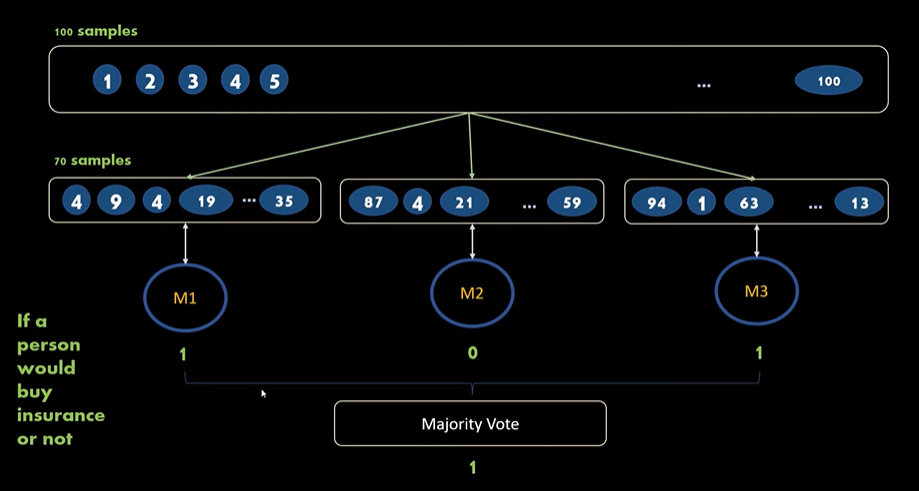 100 samples
1 2 3 4 5 ... 100
70 samples
4 9 4 19 ... 35
87 4 21 ... 59
94 1 63 ... 13
M1
M2
M3
If a
person
would
buy
insurance
or not
1
0
1
Majority Vote
1